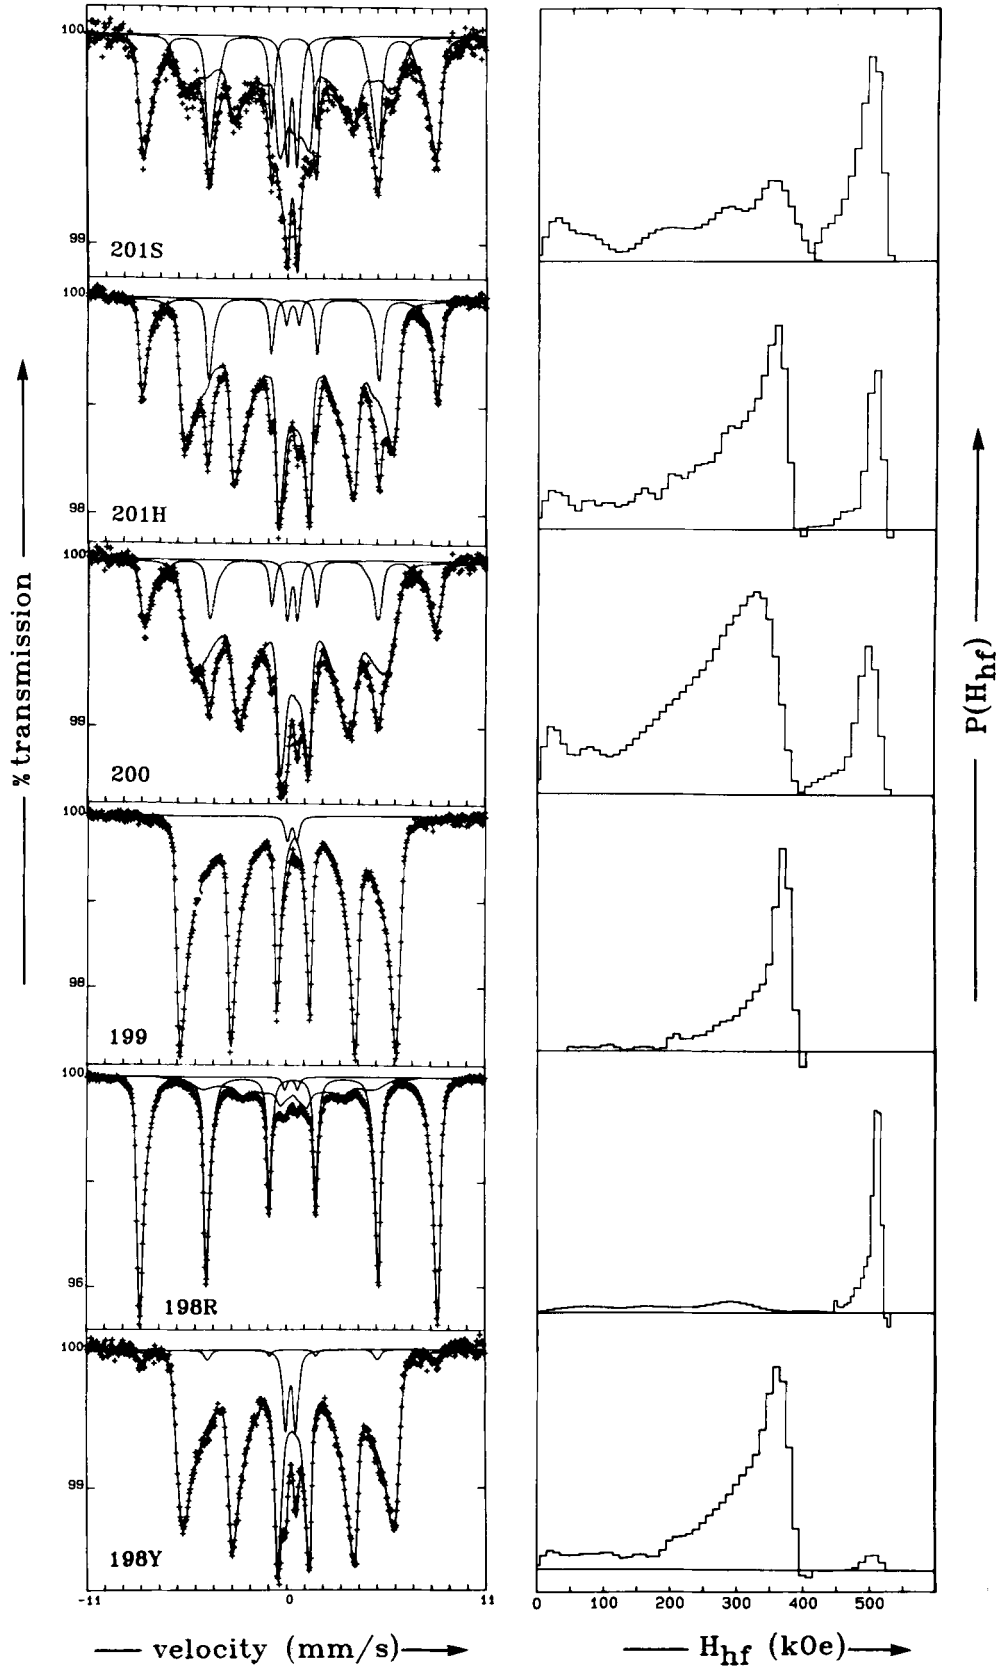 100
99
201S
100
98
201H
100
99
200
100
98
199
100
96
198R
100
99
198Y
-11 0 11
velocity (mm/s)
% transmission
0 100 200 300 400 500
H_hf (kOe)
P(H_hf)